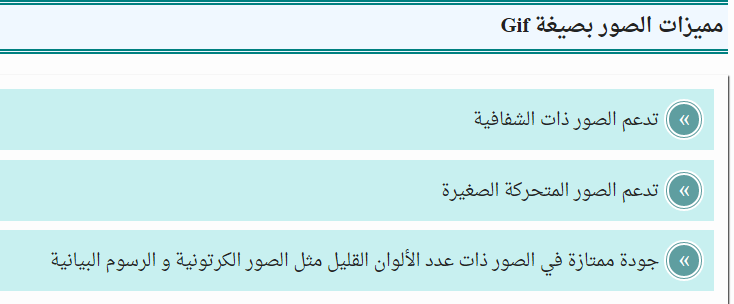 مميزات الصور بصيغة Gif
« تدعم الصور ذات الشفافية
« تدعم الصور المتحركة الصغيرة
« جودة ممتازة في الصور ذات عدد الألوان القليل مثل الصور الكرتونية و الرسوم البيانية